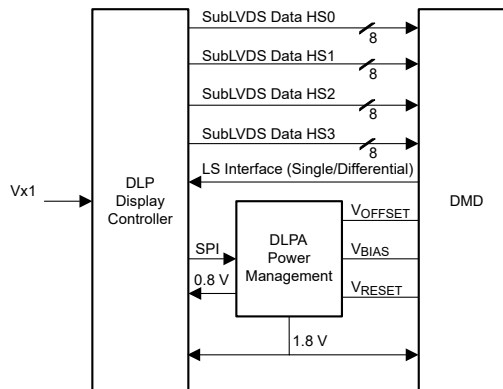 SubLVDS Data HS0
8
SubLVDS Data HS1
8
SubLVDS Data HS2
8
SubLVDS Data HS3
8
LS Interface (Single/Differential)
Vx1
DLP
Display
Controller
DMD
SPI
0.8 V
DLPA
Power
Management
VOFFSET
VBIAS
VRESET
1.8 V